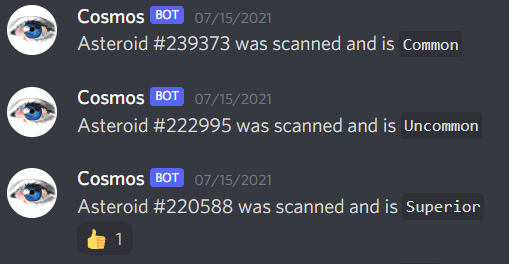 Cosmos BOT 07/15/2021
Asteroid #239373 was scanned and is Common
Cosmos BOT 07/15/2021
Asteroid #222995 was scanned and is Uncommon
Cosmos BOT 07/15/2021
Asteroid #220588 was scanned and is Superior
👍 1